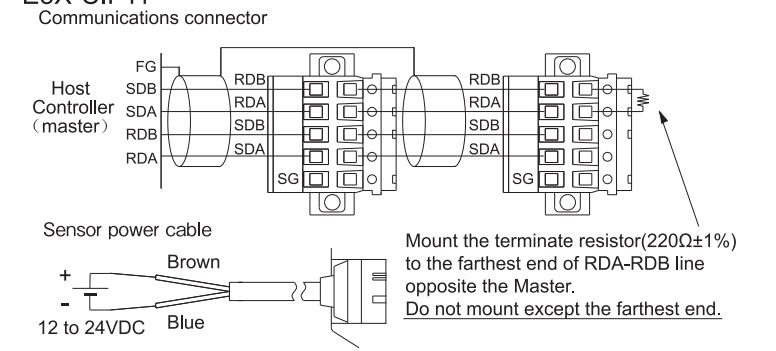 Communications connector
FG
SDB
SDA
RDB
RDA
Host
Controller
（master）
RDB
RDA
SDB
SDA
SG
RDB
RDA
SDB
SDA
SG
Sensor power cable
Brown
+
-
12 to 24VDC
Blue
Mount the terminate resistor(220Ω±1%)
to the farthest end of RDA-RDB line
opposite the Master.
Do not mount except the farthest end.